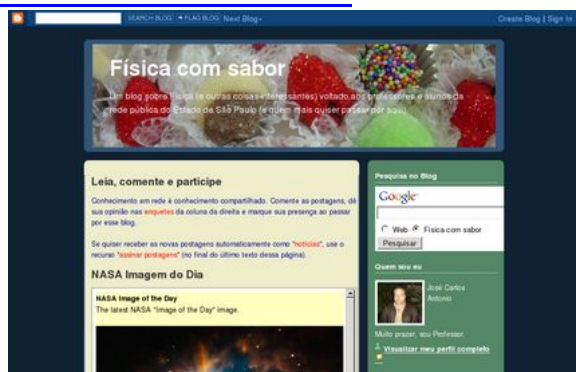 SEARCH BLOG FLAG BLOG Next Blog»
Create Blog | Sign In
Física com sabor
Um blog sobre Física (e outras coisas interessantes) voltado aos professores e alunos da
rede pública do Estado de São Paulo (e quem mais quiser passar por aqui)
Leia, comente e participe
Conhecimento em rede é conhecimento compartilhado. Comente as postagens, dê
sua opinião nas enquetes da coluna da direita e marque sua presença ao passar
por esse blog.
Se quiser receber as novas postagens automaticamente como "notícias", use o
recurso "assinar postagens" (no final do último texto dessa página).
NASA Imagem do Dia
NASA Image of the Day
The latest NASA "Image of the Day" image.
Pesquisa no Blog
Google
Web Fisica com sabor
Pesquisar
Quem sou eu
José Carlos
Antonio
Muito prazer, sou Professor.
Visualizar meu perfil completo